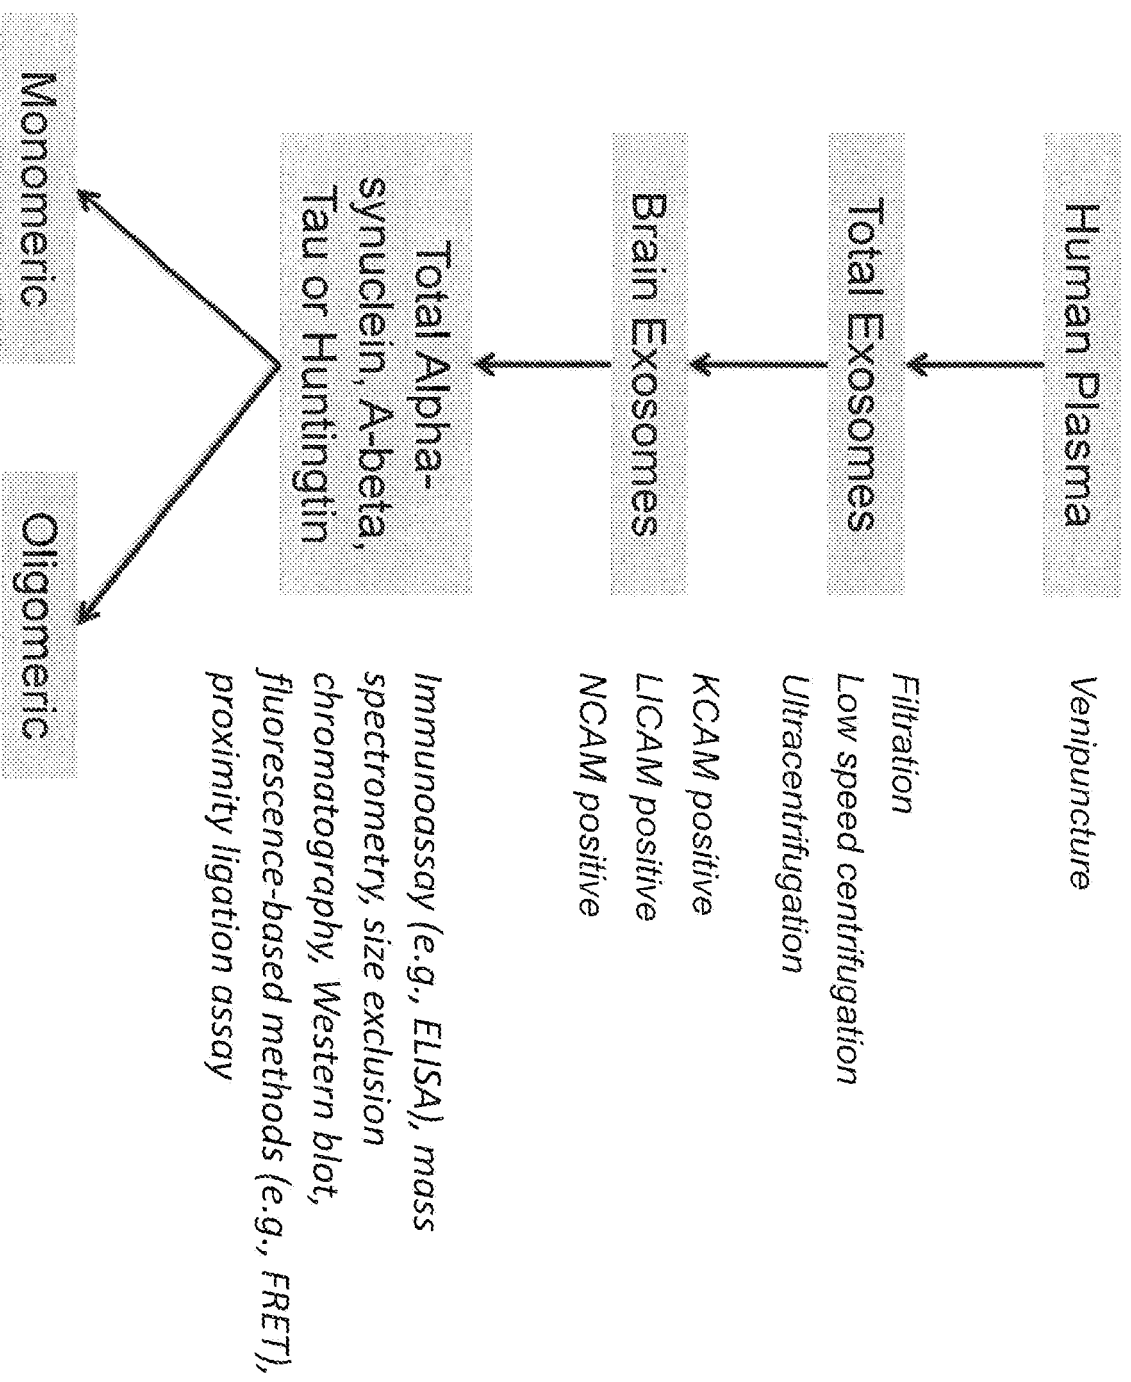 Human Plasma
Venipuncture
Total Exosomes
Filtration
Low speed centrifugation
Ultracentrifugation
Brain Exosomes
KCAM positive
LICAM positive
NCAM positive
Total Alpha-
synuclein, A-beta,
Tau or Huntingtin
Immunoassay (e.g., ELISA), mass
spectrometry, size exclusion
chromatography, Western blot,
fluorescence-based methods (e.g., FRET),
proximity ligation assay
Monomeric
Oligomeric